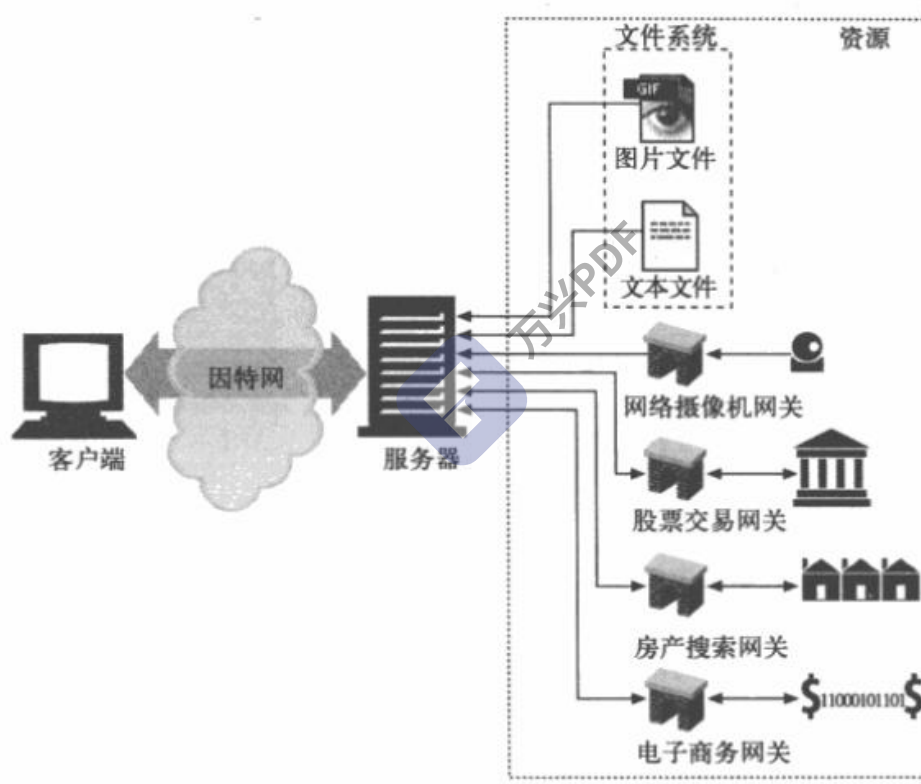 文件系统
资源
GIF
图片文件
文本文件
因特网
客户端
服务器
网络摄像机网关
股票交易网关
房产搜索网关
$11000101101$
电子商务网关
万兴PDF